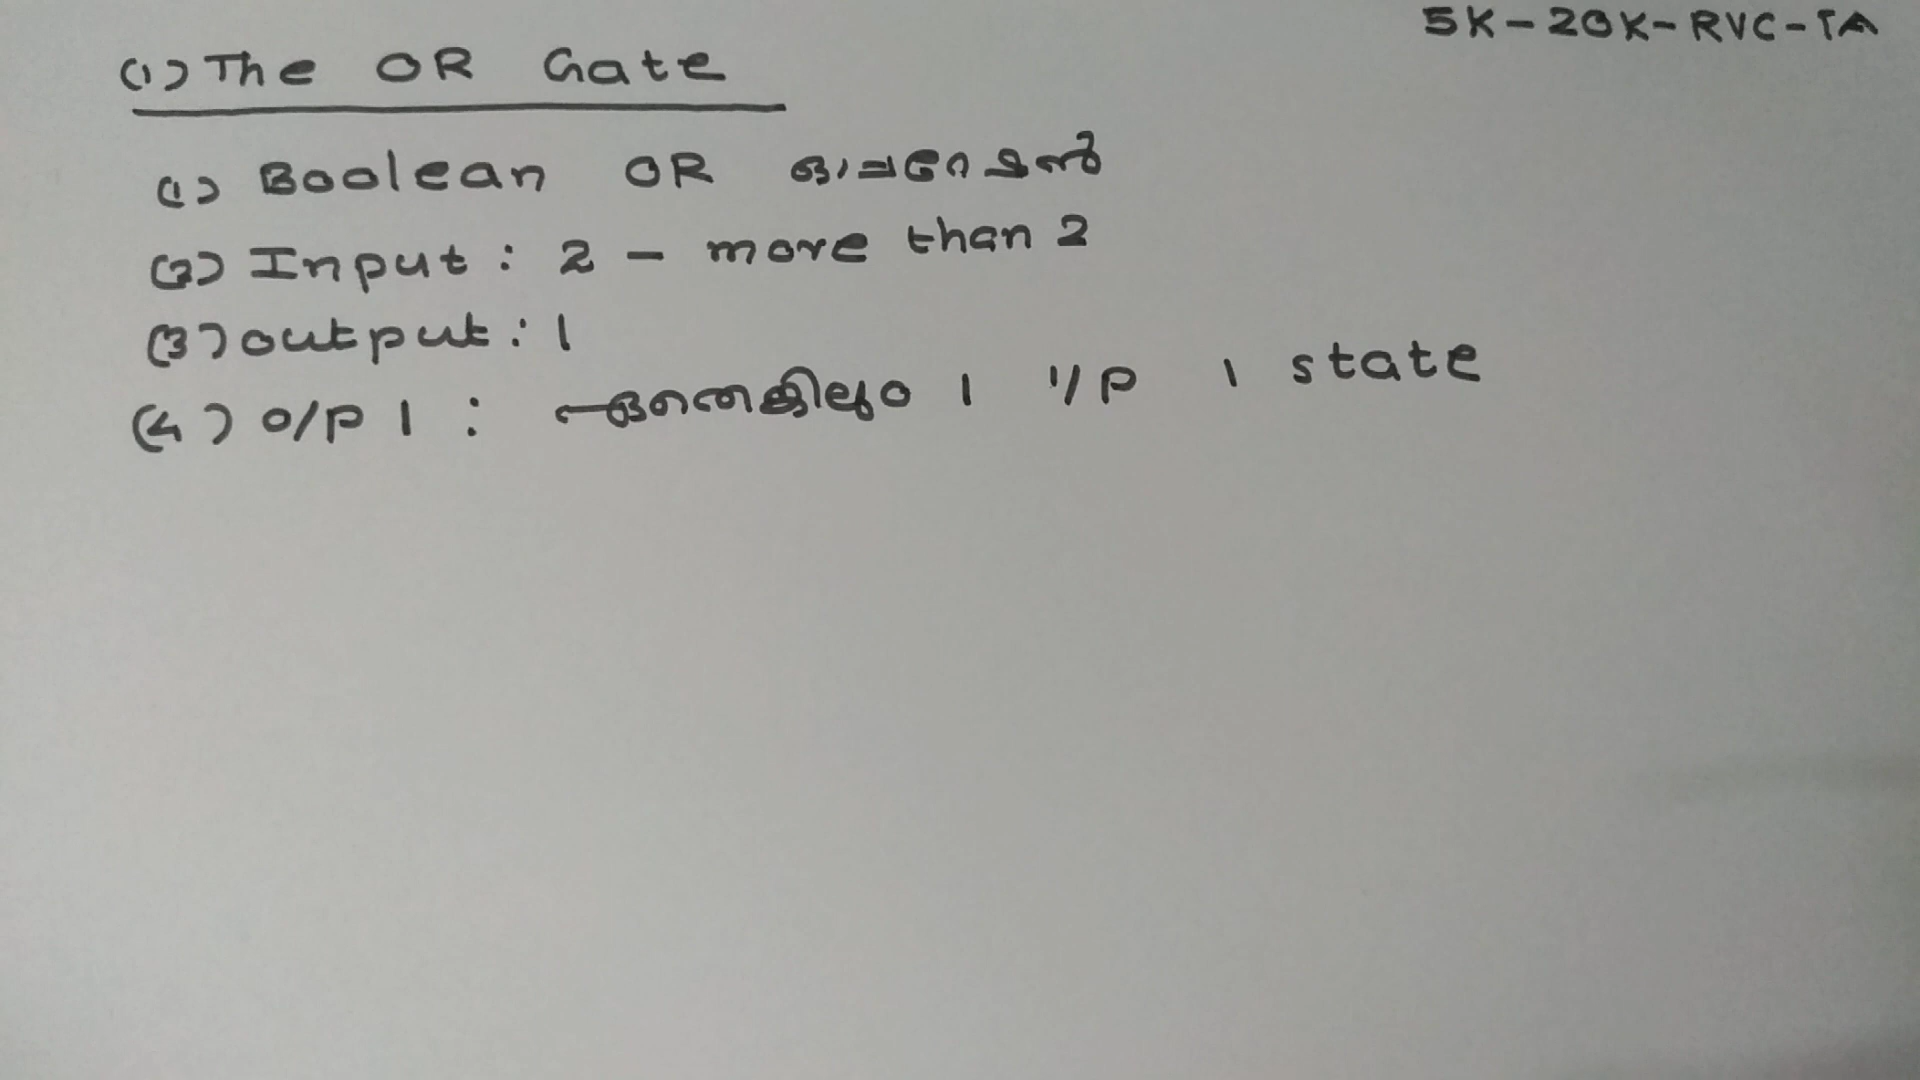 5K-20K-RVC-TA
(1) The OR Gate
(1) Boolean OR ഓപ്പറേഷൻ
(2) Input : 2 - more than 2
(3) output : 1
(4) O/P 1 : ഏതെങ്കിലും 1 I/P 1 state